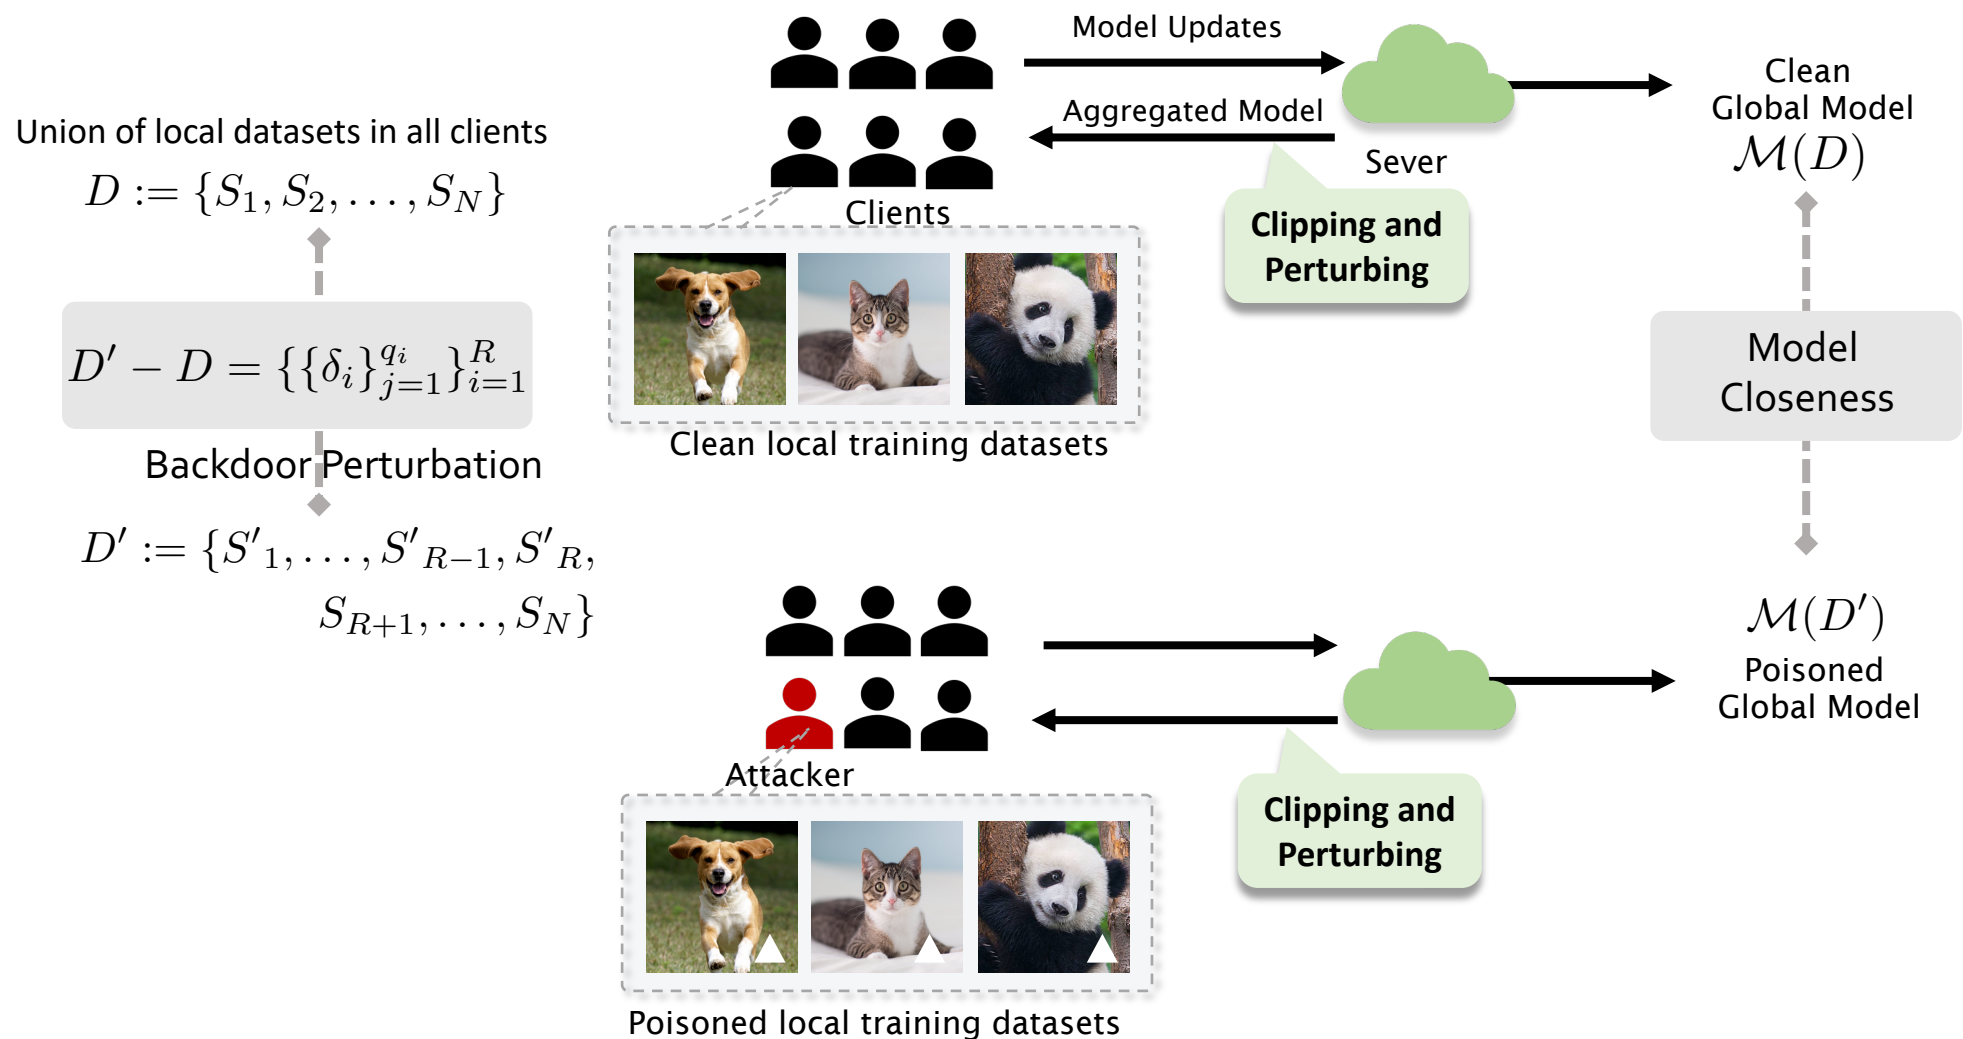 Union of local datasets in all clients
D := {S_1, S_2, ..., S_N}
D′ − D = {{δ_i}_{j=1}^{q_i}}_{i=1}^{R}
Backdoor Perturbation
D′ := {S′_1, ..., S′_{R−1}, S′_R,
S_{R+1}, ..., S_N}
Model Updates
Aggregated Model
Sever
Clients
Clipping and
Perturbing
Clean local training datasets
Clean
Global Model
M(D)
Model
Closeness
M(D′)
Poisoned
Global Model
Attacker
Clipping and
Perturbing
Poisoned local training datasets